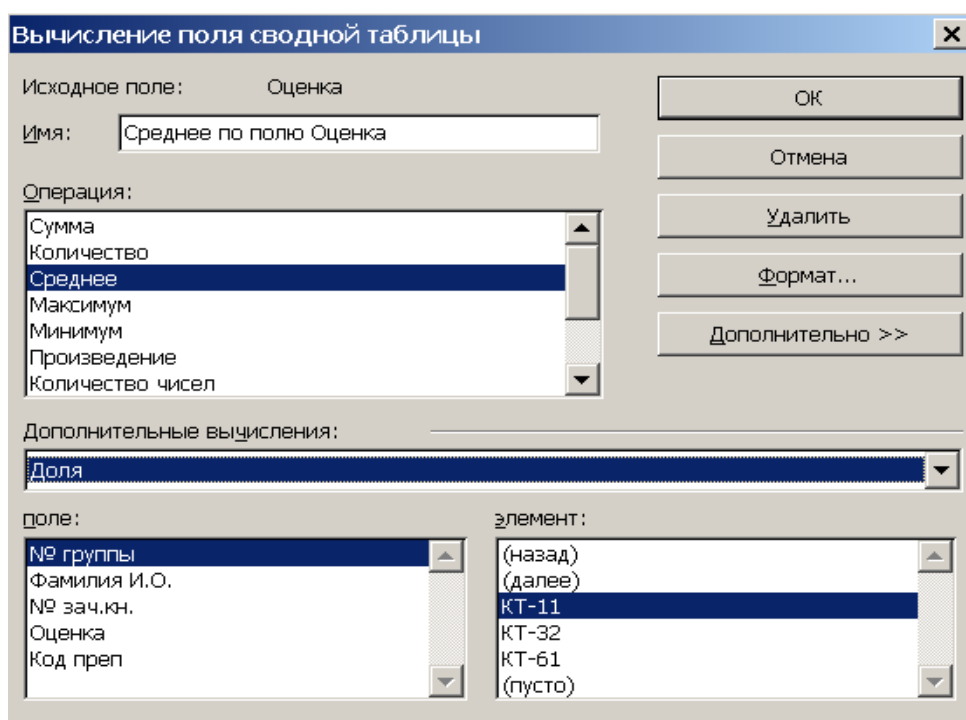 Вычисление поля сводной таблицы
Исходное поле: Оценка
Имя: Среднее по полю Оценка
Операция:
Сумма
Количество
Среднее
Максимум
Минимум
Произведение
Количество чисел
ОК
Отмена
Удалить
Формат...
Дополнительно >>
Дополнительные вычисления:
Доля
поле:
№ группы
Фамилия И.О.
№ зач.кн.
Оценка
Код преп
элемент:
(назад)
(далее)
КТ-11
КТ-32
КТ-61
(пусто)